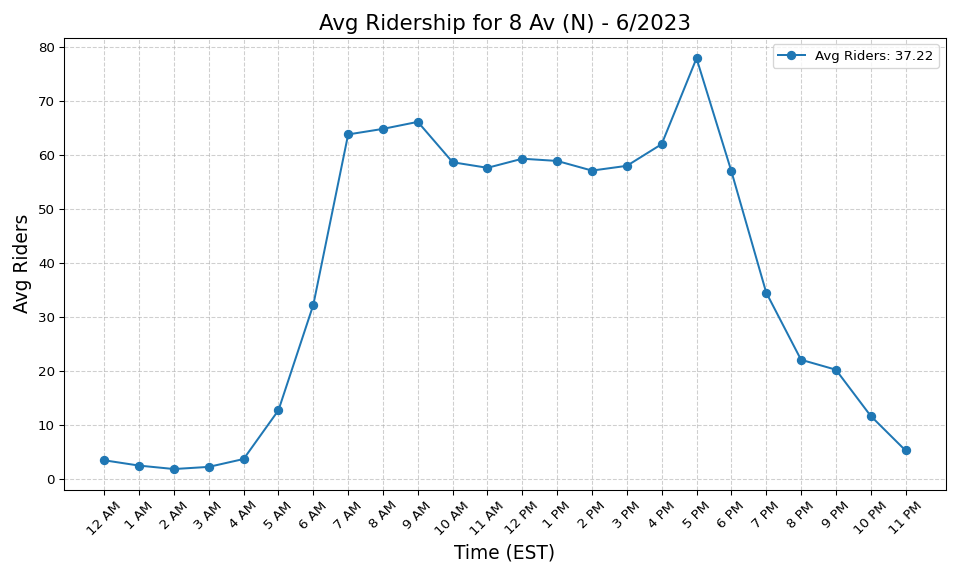 Avg Ridership for 8 Av (N) - 6/2023
Avg Riders: 37.22
80
70
60
50
40
30
20
10
0
Avg Riders
12 AM
1 AM
2 AM
3 AM
4 AM
5 AM
6 AM
7 AM
8 AM
9 AM
10 AM
11 AM
12 PM
1 PM
2 PM
3 PM
4 PM
5 PM
6 PM
7 PM
8 PM
9 PM
10 PM
11 PM
Time (EST)